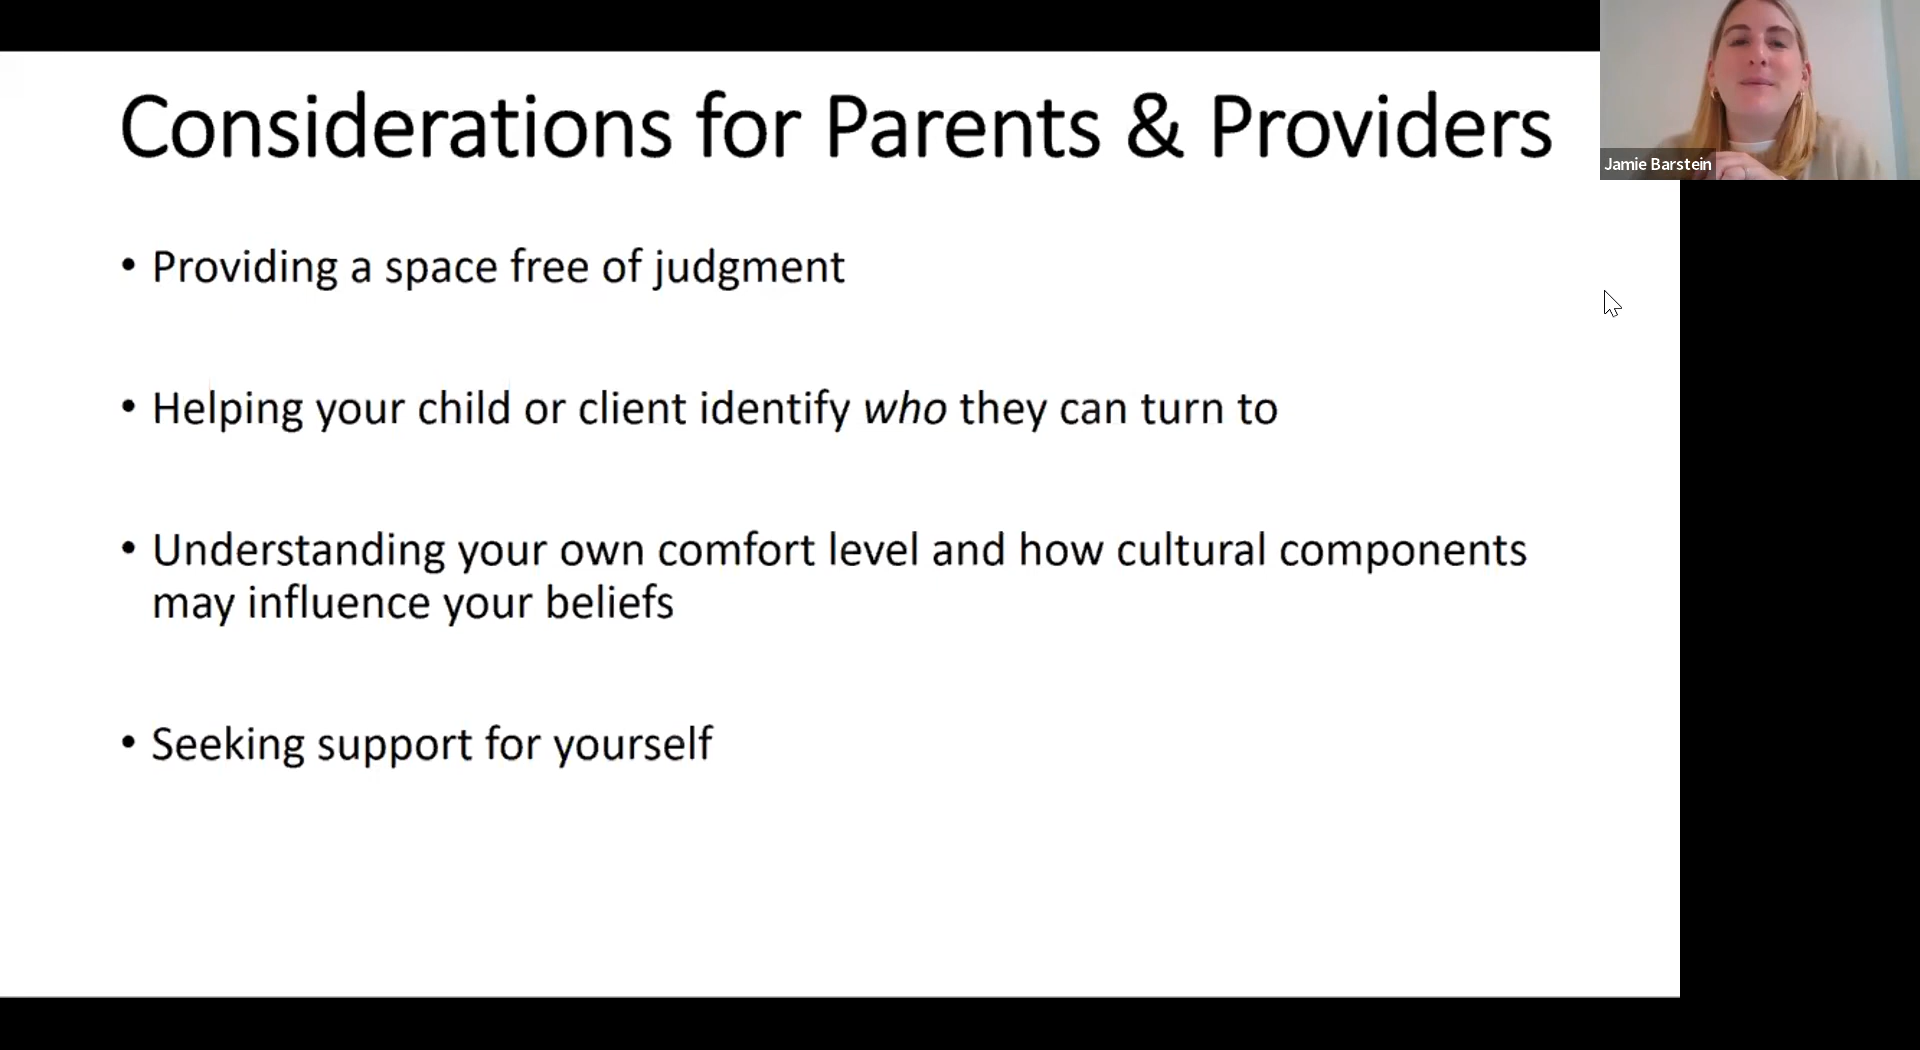 Considerations for Parents & Providers
Jamie Barstein
• Providing a space free of judgment
• Helping your child or client identify who they can turn to
• Understanding your own comfort level and how cultural components
may influence your beliefs
• Seeking support for yourself